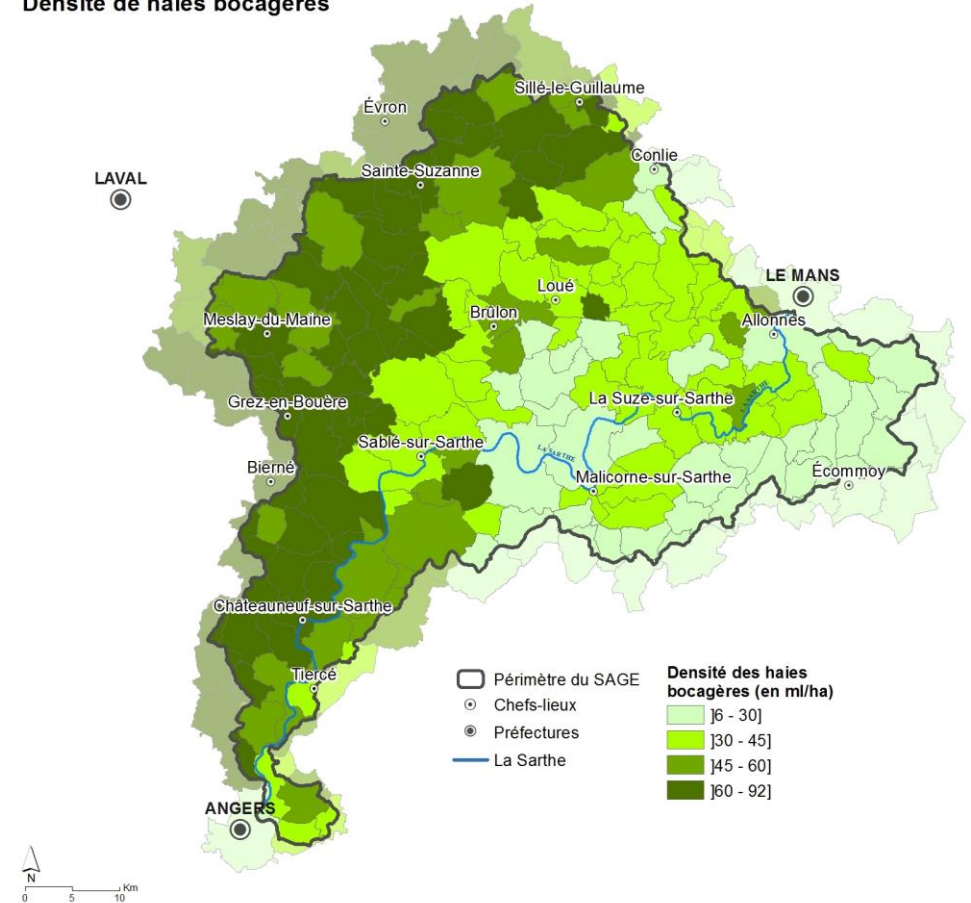 Densité de haies bocagères
Sillé-le-Guillaume
Évron
Conlie
Sainte-Suzanne
LAVAL
LE MANS
Loué
Brûlon
Meslay-du-Maine
Allonnes
La Suze-sur-Sarthe
LA SARTHE
Grez-en-Bouère
Sablé-sur-Sarthe
LA SARTHE
Bierné
Malicorne-sur-Sarthe
Écommoy
Châteauneuf-sur-Sarthe
Tiercé
ANGERS
Périmètre du SAGE
Chefs-lieux
Préfectures
La Sarthe
Densité des haies
bocagères (en ml/ha)
]6 - 30]
]30 - 45]
]45 - 60]
]60 - 92]
N
Km
0 5 10